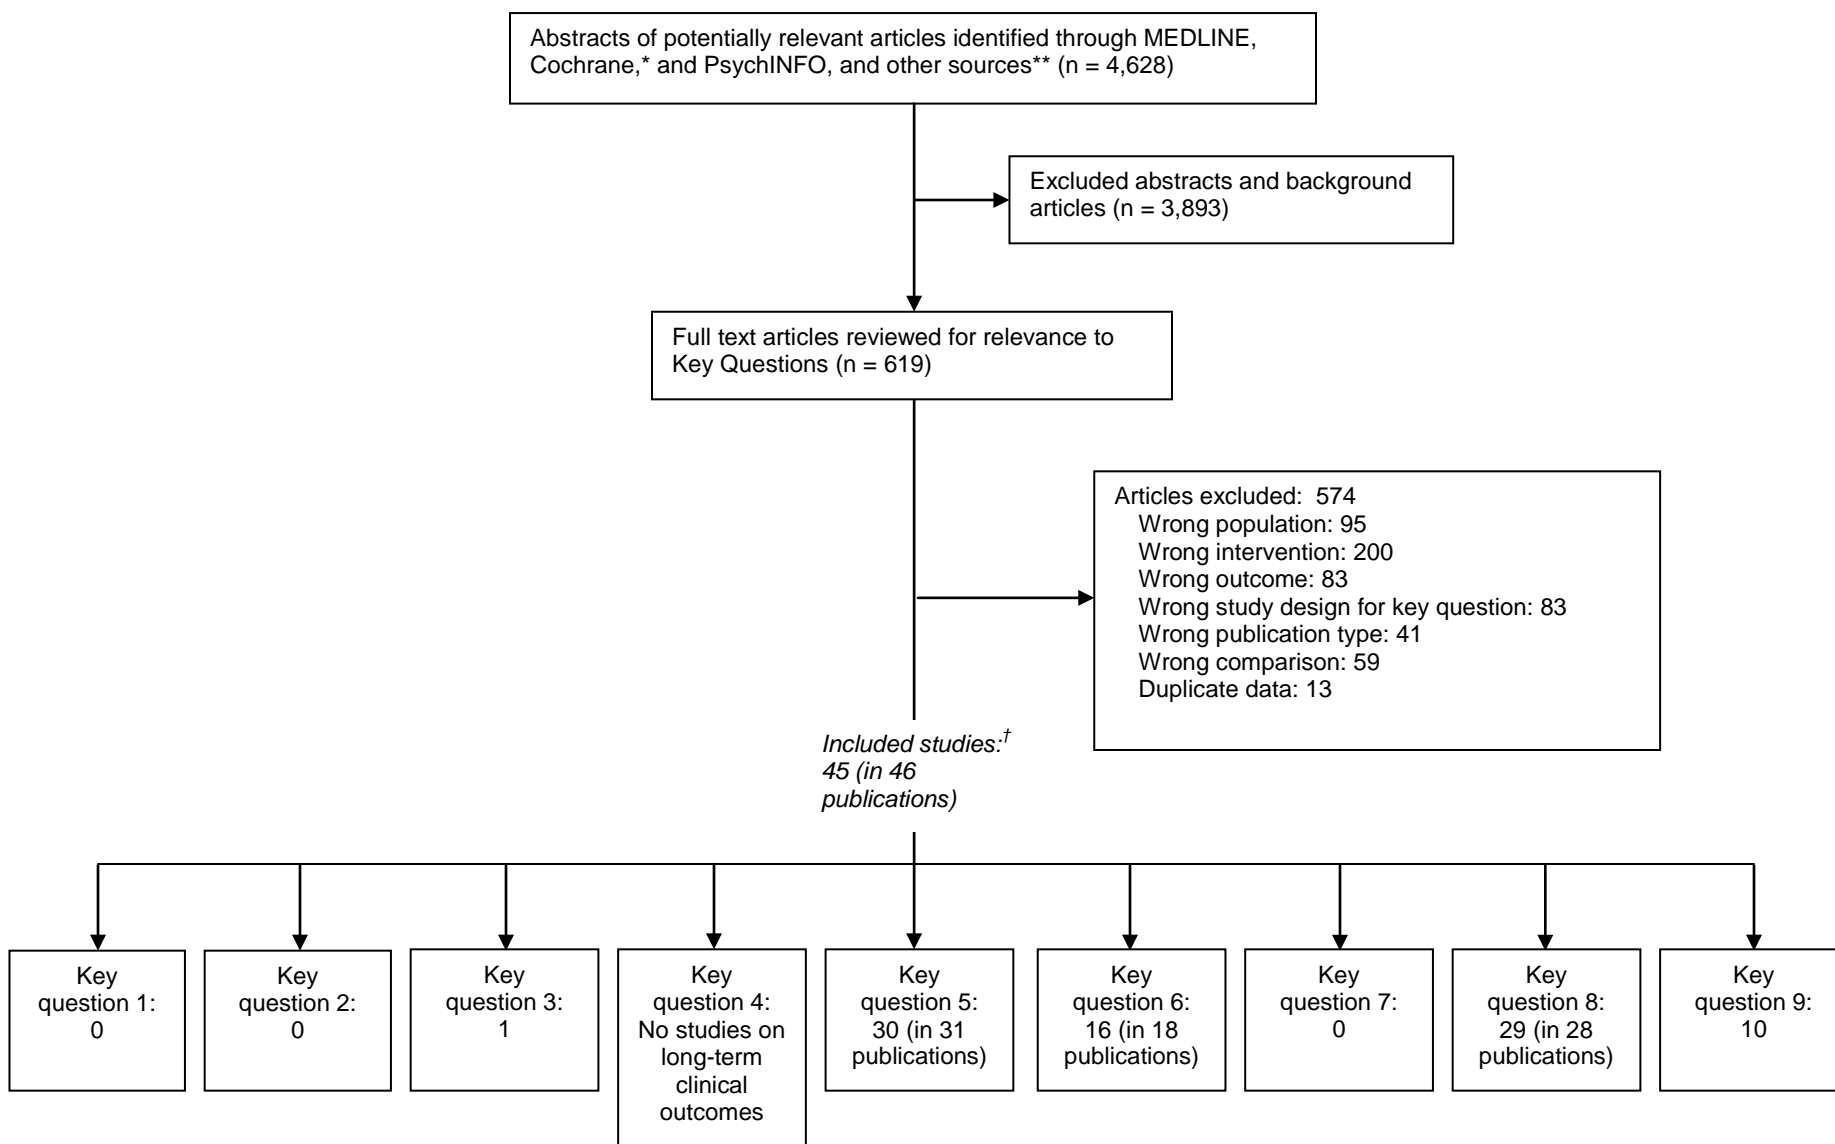 Abstracts of potentially relevant articles identified through MEDLINE,
Cochrane,* and PsychINFO, and other sources** (n = 4,628)
Excluded abstracts and background
articles (n = 3,893)
Full text articles reviewed for relevance to
Key Questions (n = 619)
Articles excluded: 574
Wrong population: 95
Wrong intervention: 200
Wrong outcome: 83
Wrong study design for key question: 83
Wrong publication type: 41
Wrong comparison: 59
Duplicate data: 13
Included studies:†
45 (in 46
publications)
Key
question 1:
0
Key
question 2:
0
Key
question 3:
1
Key
question 4:
No studies on
long-term
clinical
outcomes
Key
question 5:
30 (in 31
publications)
Key
question 6:
16 (in 18
publications)
Key
question 7:
0
Key
question 8:
29 (in 28
publications)
Key
question 9:
10